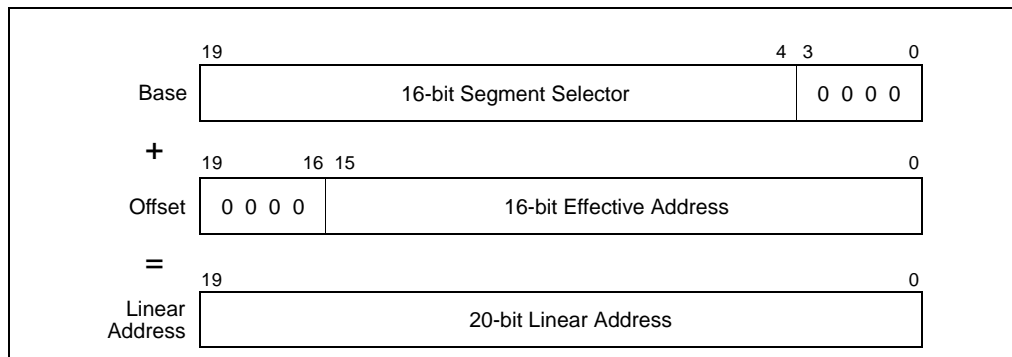 19 4 3 0
Base 16-bit Segment Selector 0 0 0 0
+
19 16 15 0
Offset 0 0 0 0 16-bit Effective Address
=
19 0
Linear
Address
20-bit Linear Address